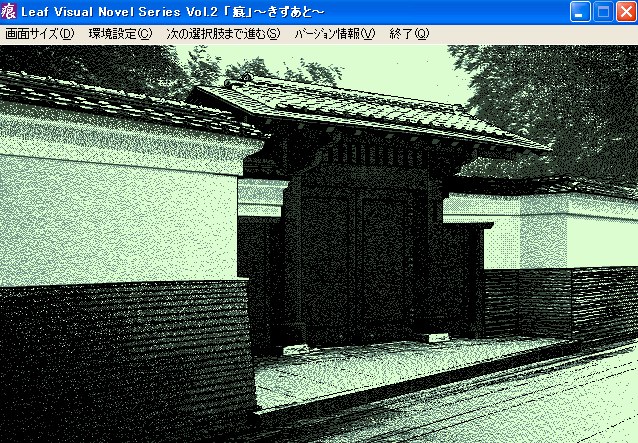 痕 Leaf Visual Novel Series Vol.2 「痕」～きずあと～
画面サイズ(D) 環境設定(C) 次の選択肢まで進む(S) バージョン情報(V) 終了(Q)